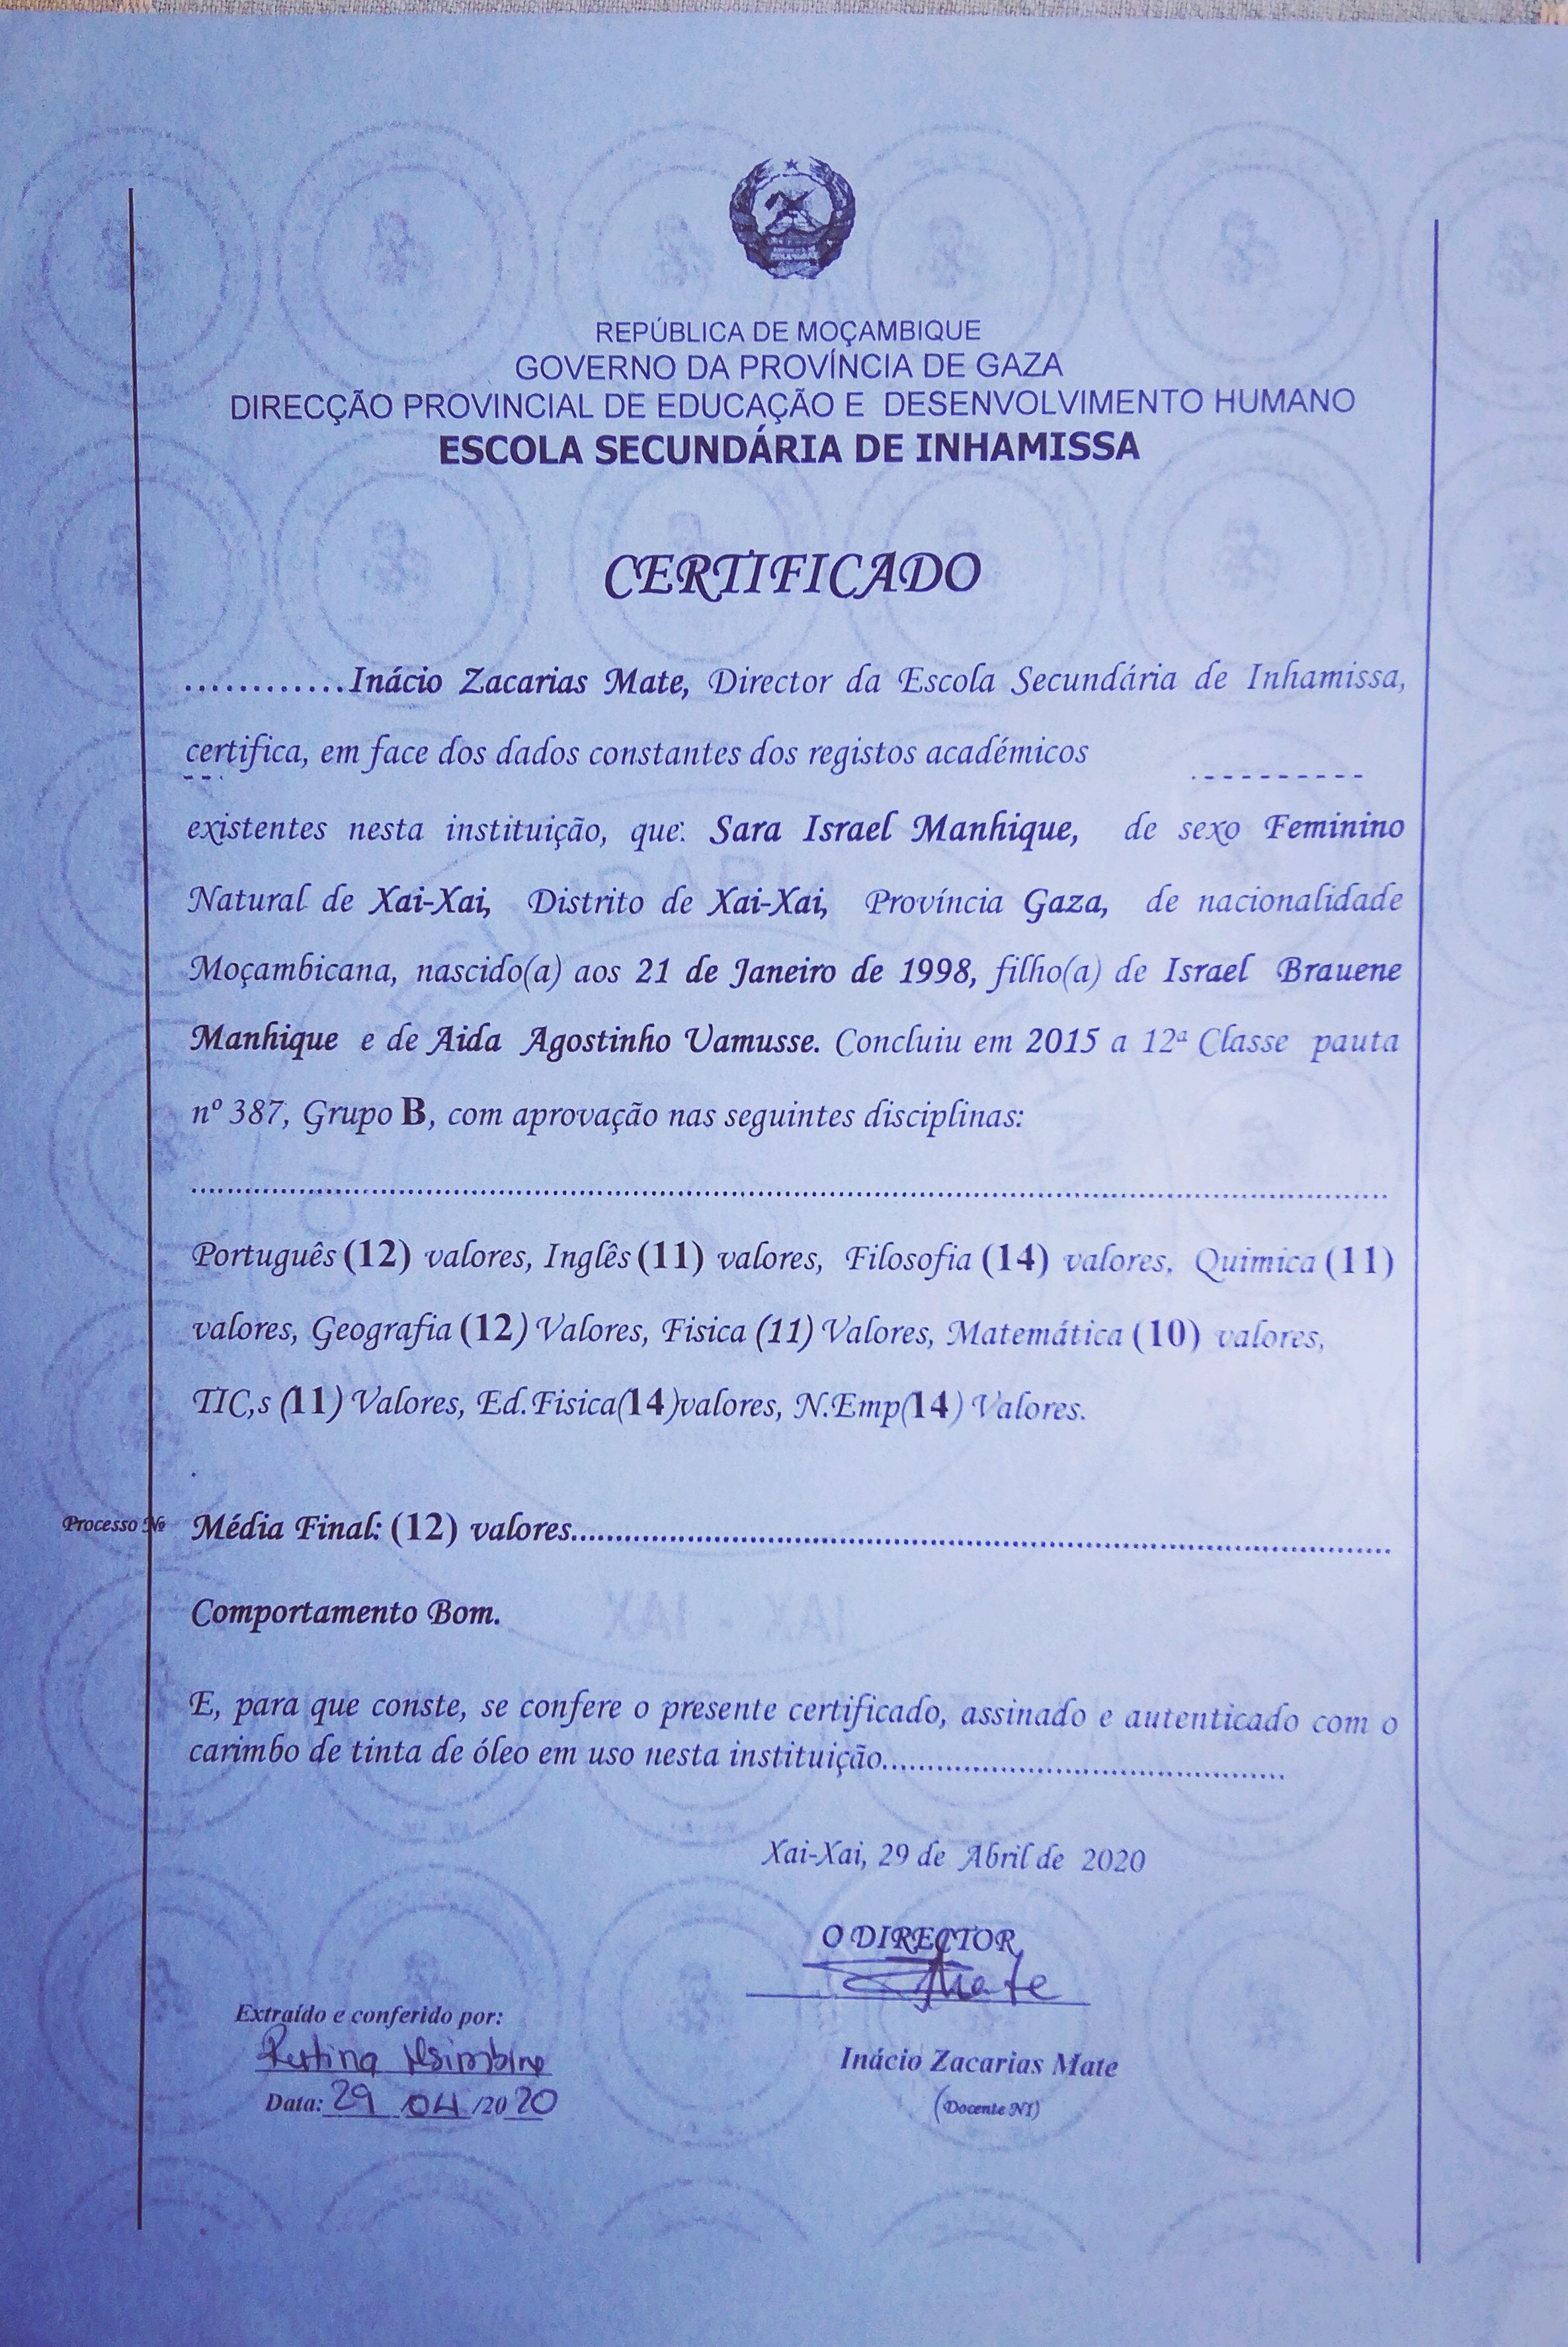 REPÚBLICA DE MOÇAMBIQUE
GOVERNO DA PROVÍNCIA DE GAZA
DIRECÇÃO PROVINCIAL DE EDUCAÇÃO E DESENVOLVIMENTO HUMANO
ESCOLA SECUNDÁRIA DE INHAMISSA
CERTIFICADO
.............Inácio Zacarias Mate, Director da Escola Secundária de Inhamissa,
certifica, em face dos dados constantes dos registos académicos
existentes nesta instituição, que: Sara Israel Manhique, de sexo Feminino
Natural de Xai-Xai, Distrito de Xai-Xai, Província Gaza, de nacionalidade
Moçambicana, nascido(a) aos 21 de Janeiro de 1998, filho(a) de Israel Brauene
Manhique e de Aida Agostinho Uamusse. Concluiu em 2015 a 12ª Classe pauta
nº 387, Grupo B, com aprovação nas seguintes disciplinas:
Português (12) valores, Inglês (11) valores, Filosofia (14) valores, Quimica (11)
valores, Geografia (12) Valores, Fisica (11) Valores, Matemática (10) valores,
TIC,s (11) Valores, Ed.Fisica(14)valores, N.Emp(14) Valores.
Processo №
Média Final: (12) valores..........
Comportamento Bom.
E, para que conste, se confere o presente certificado, assinado e autenticado com o
carimbo de tinta de óleo em uso nesta instituição..........
Xai-Xai, 29 de Abril de 2020
O DIRECTOR
Mate
Inácio Zacarias Mate
(Docente N1)
Extraído e conferido por:
Data: 29 04 /2020